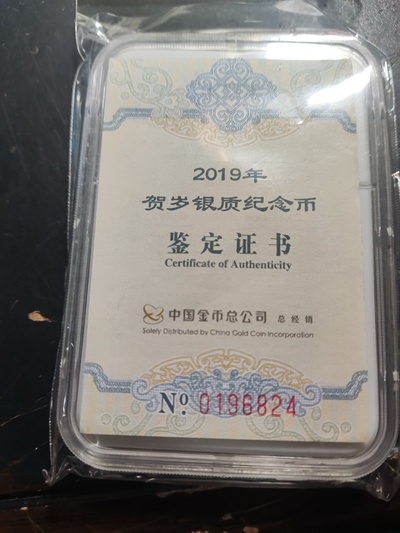 2019年
贺岁银质纪念币
鉴定证书
Certificate of Authenticity
中国金币总公司 总经销
Solely Distributed by China Gold Coin Incorporation
Nº. 0196824